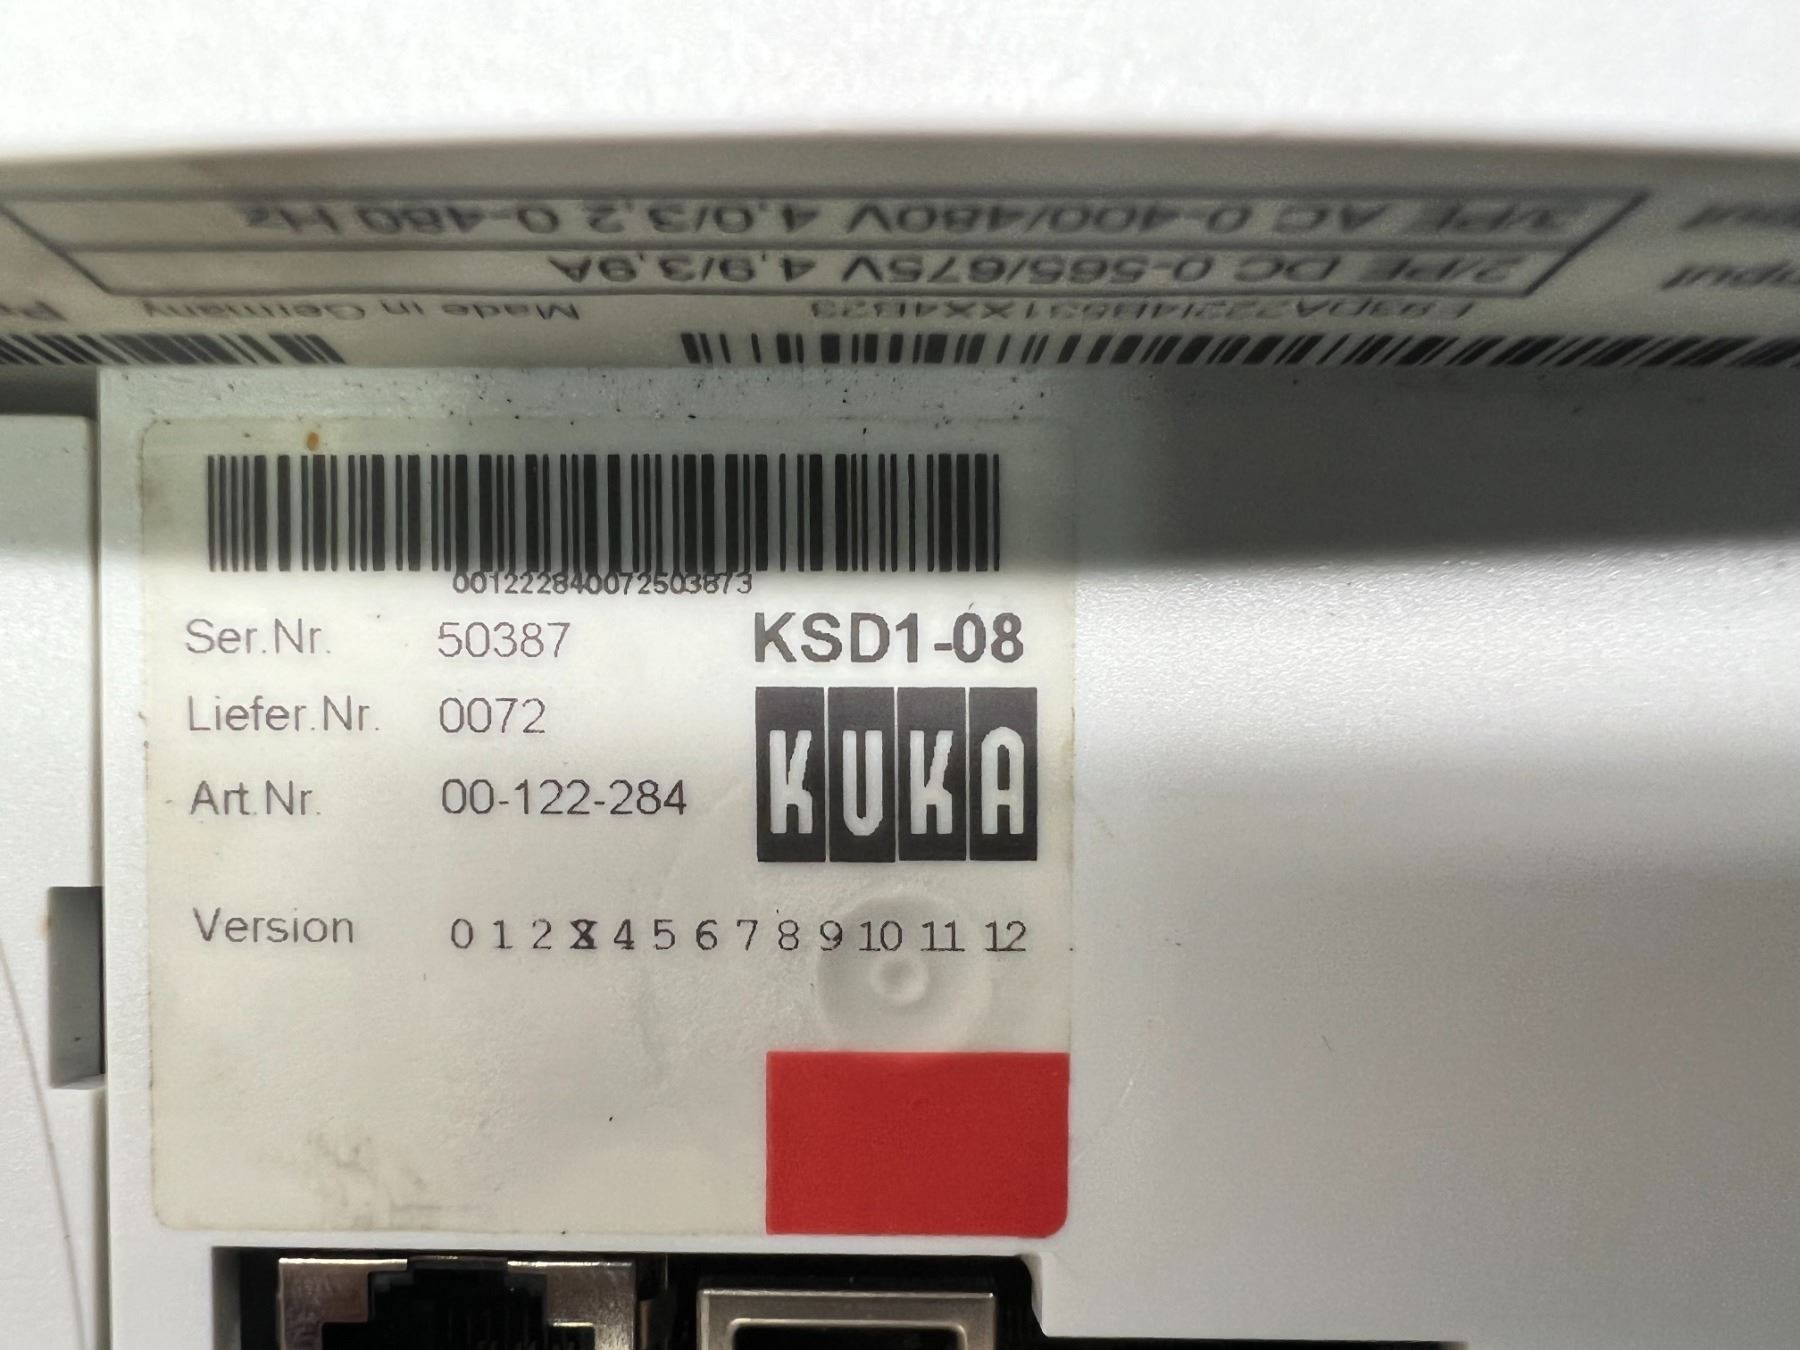 3/PE AC 0-400/480V 4,0/3,2 0-480 Hz
2/PE DC 0-565/675V 4,9/3,9A
Made in Germany
001222840072503873
Ser.Nr. 50387
KSD1-08
Liefer.Nr. 0072
KUKA
Art.Nr. 00-122-284
Version 0 1 2 X 4 5 6 7 8 9 10 11 12